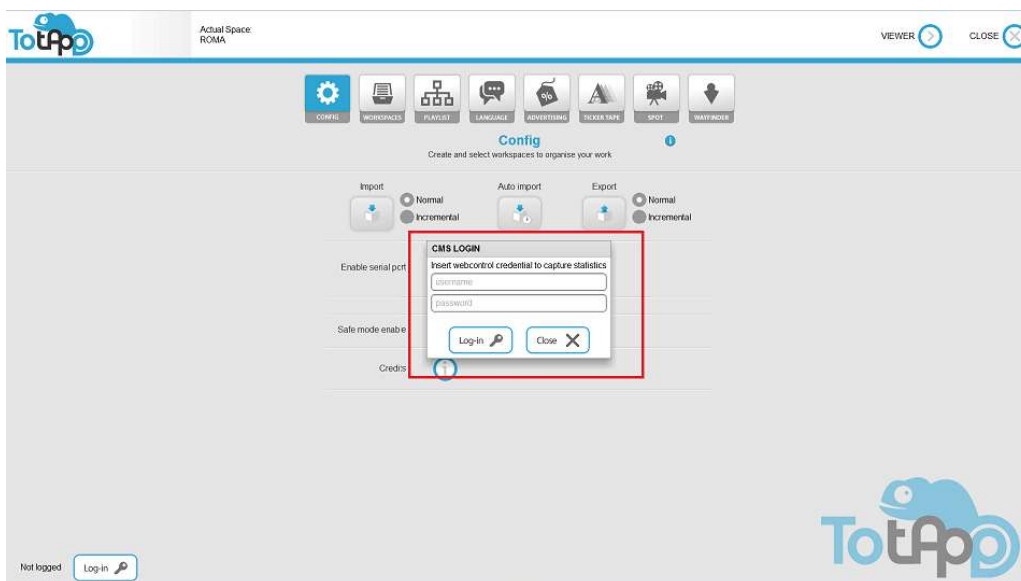 TotApp
Actual Space:
ROMA
VIEWER
CLOSE
CONFIG
WORKSPACES
PLAYLIST
LANGUAGE
ADVERTISING
TICKER TAPE
SPOT
WAYFINDER
Config
Create and select workspaces to organise your work
Import
Normal
Incremental
Auto import
Export
Normal
Incremental
CMS LOGIN
Insert webcontrol credential to capture statistics
username
password
Log-in
Close
Enable serial port
Safe mode enable
Credits
TotApp
Not logged
Log-in